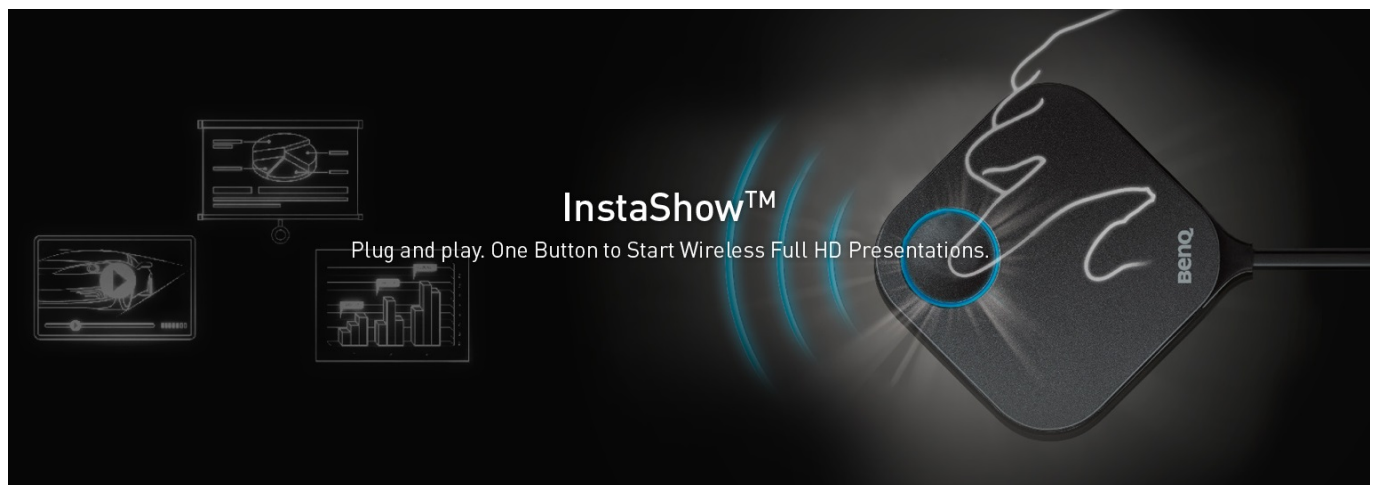 InstaShow™
Plug and play. One Button to Start Wireless Full HD Presentations.
BenQ